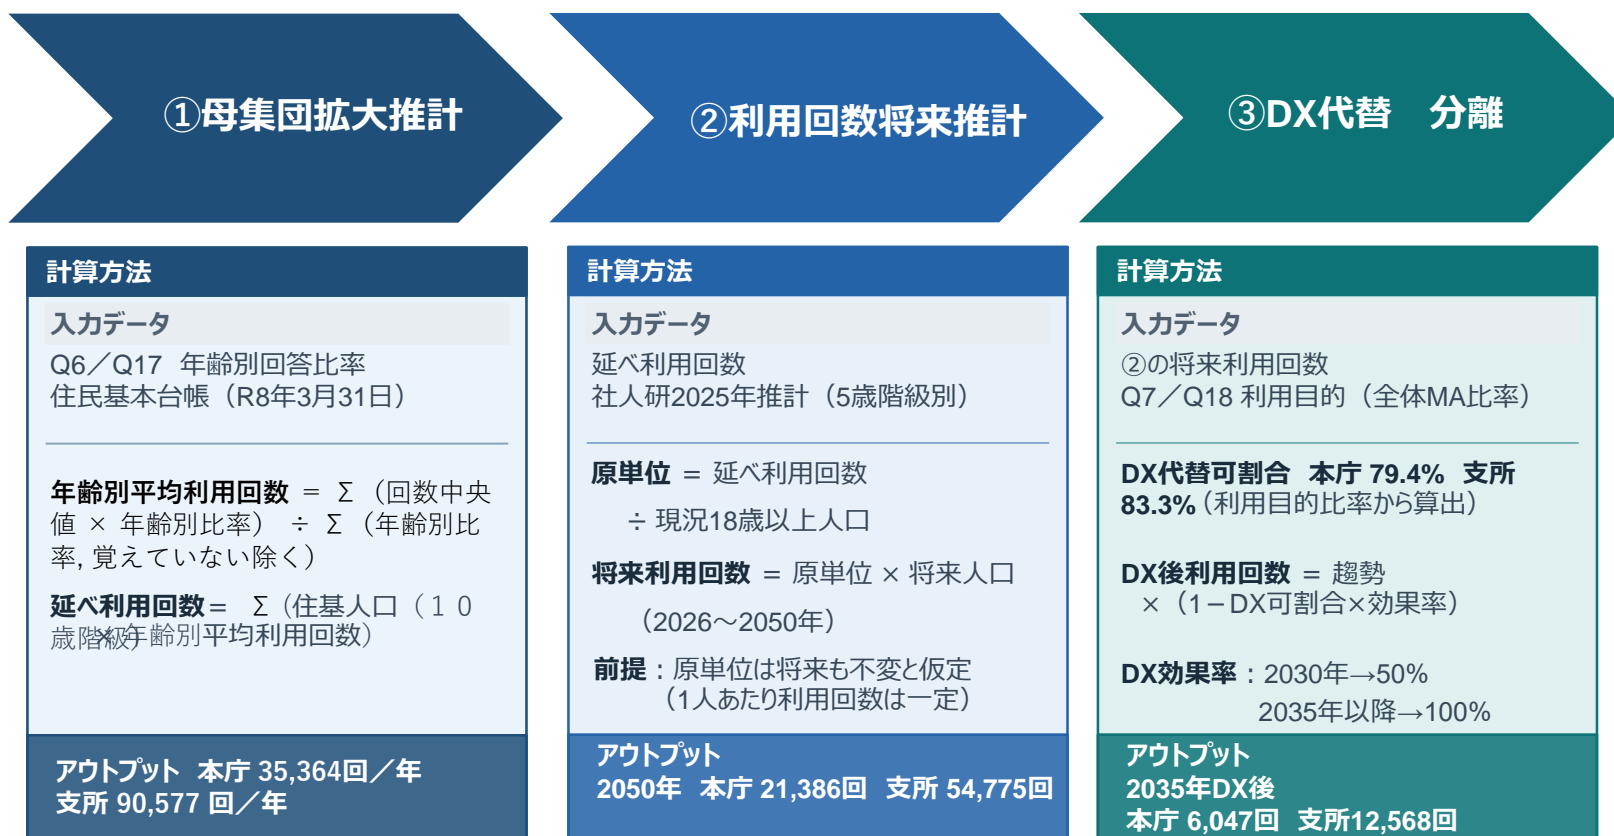 ①母集団拡大推計
②利用回数将来推計
③DX代替　分離
計算方法
入力データ
Q6／Q17 年齢別回答比率
住民基本台帳（R8年3月31日）
年齢別平均利用回数 ＝ Σ （回数中央
値 × 年齢別比率） ÷ Σ （年齢別比
率, 覚えていない除く）
延べ利用回数＝ Σ（住基人口（１０
歳階級）× 年齢別平均利用回数）
アウトプット 本庁 35,364回／年
支所 90,577 回／年
計算方法
入力データ
延べ利用回数
社人研2025年推計（5歳階級別）
原単位 ＝ 延べ利用回数
÷ 現況18歳以上人口
将来利用回数 ＝ 原単位 × 将来人口
（2026～2050年）
前提：原単位は将来も不変と仮定
（1人あたり利用回数は一定）
アウトプット
2050年 本庁 21,386回 支所 54,775回
計算方法
入力データ
②の将来利用回数
Q7／Q18 利用目的（全体MA比率）
DX代替可割合 本庁 79.4% 支所
83.3%（利用目的比率から算出）
DX後利用回数 ＝ 趨勢
×（1－DX可割合×効果率）
DX効果率：2030年→50%
2035年以降→100%
アウトプット
2035年DX後
本庁 6,047回 支所12,568回